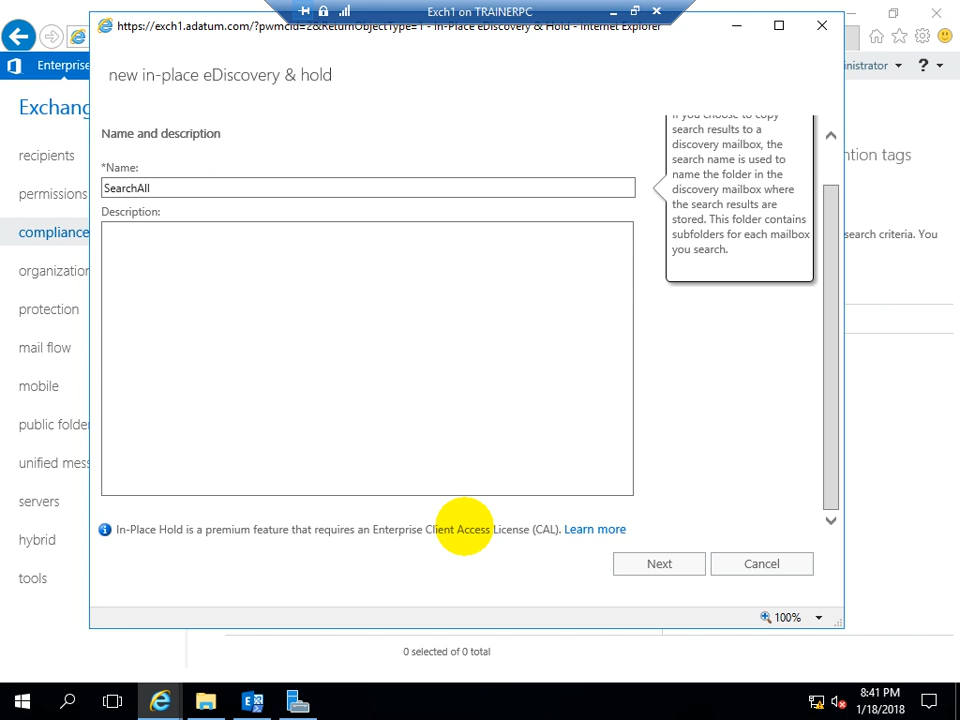 Exch1 on TRAINERPC
https://exch1.adatum.com/?pwmcid=2&ReturnObjectType=1 - In-Place eDiscovery & Hold - Internet Explorer
Enterprise
inistrator
?
new in-place eDiscovery & hold
Exchang
recipients
permissions
compliance
organization
protection
mail flow
mobile
public folde
unified mess
servers
hybrid
tools
Name and description
*Name:
SearchAll
Description:
If you choose to copy
search results to a
discovery mailbox, the
search name is used to
name the folder in the
discovery mailbox where
the search results are
stored. This folder contains
subfolders for each mailbox
you search.
ntion tags
search criteria. You
In-Place Hold is a premium feature that requires an Enterprise Client Access License (CAL). Learn more
Next
Cancel
100%
0 selected of 0 total
8:41 PM
1/18/2018